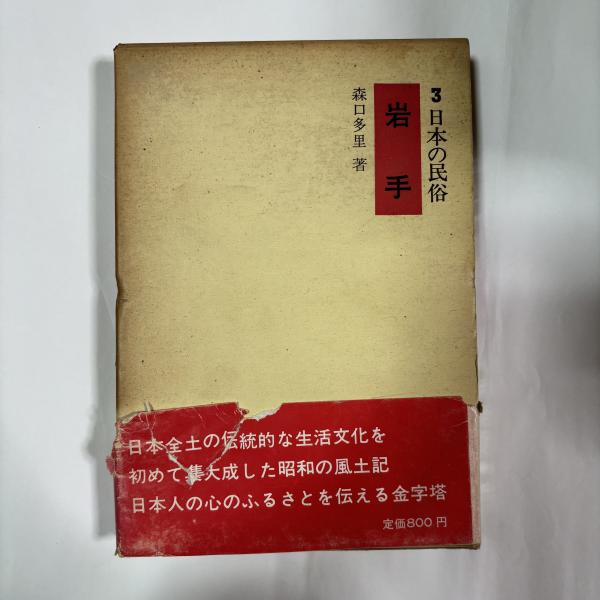 3 日本の民俗
岩手
森口多里 著
日本全土の伝統的な生活文化を
初めて集大成した昭和の風土記
日本人の心のふるさとを伝える金字塔
定価800円